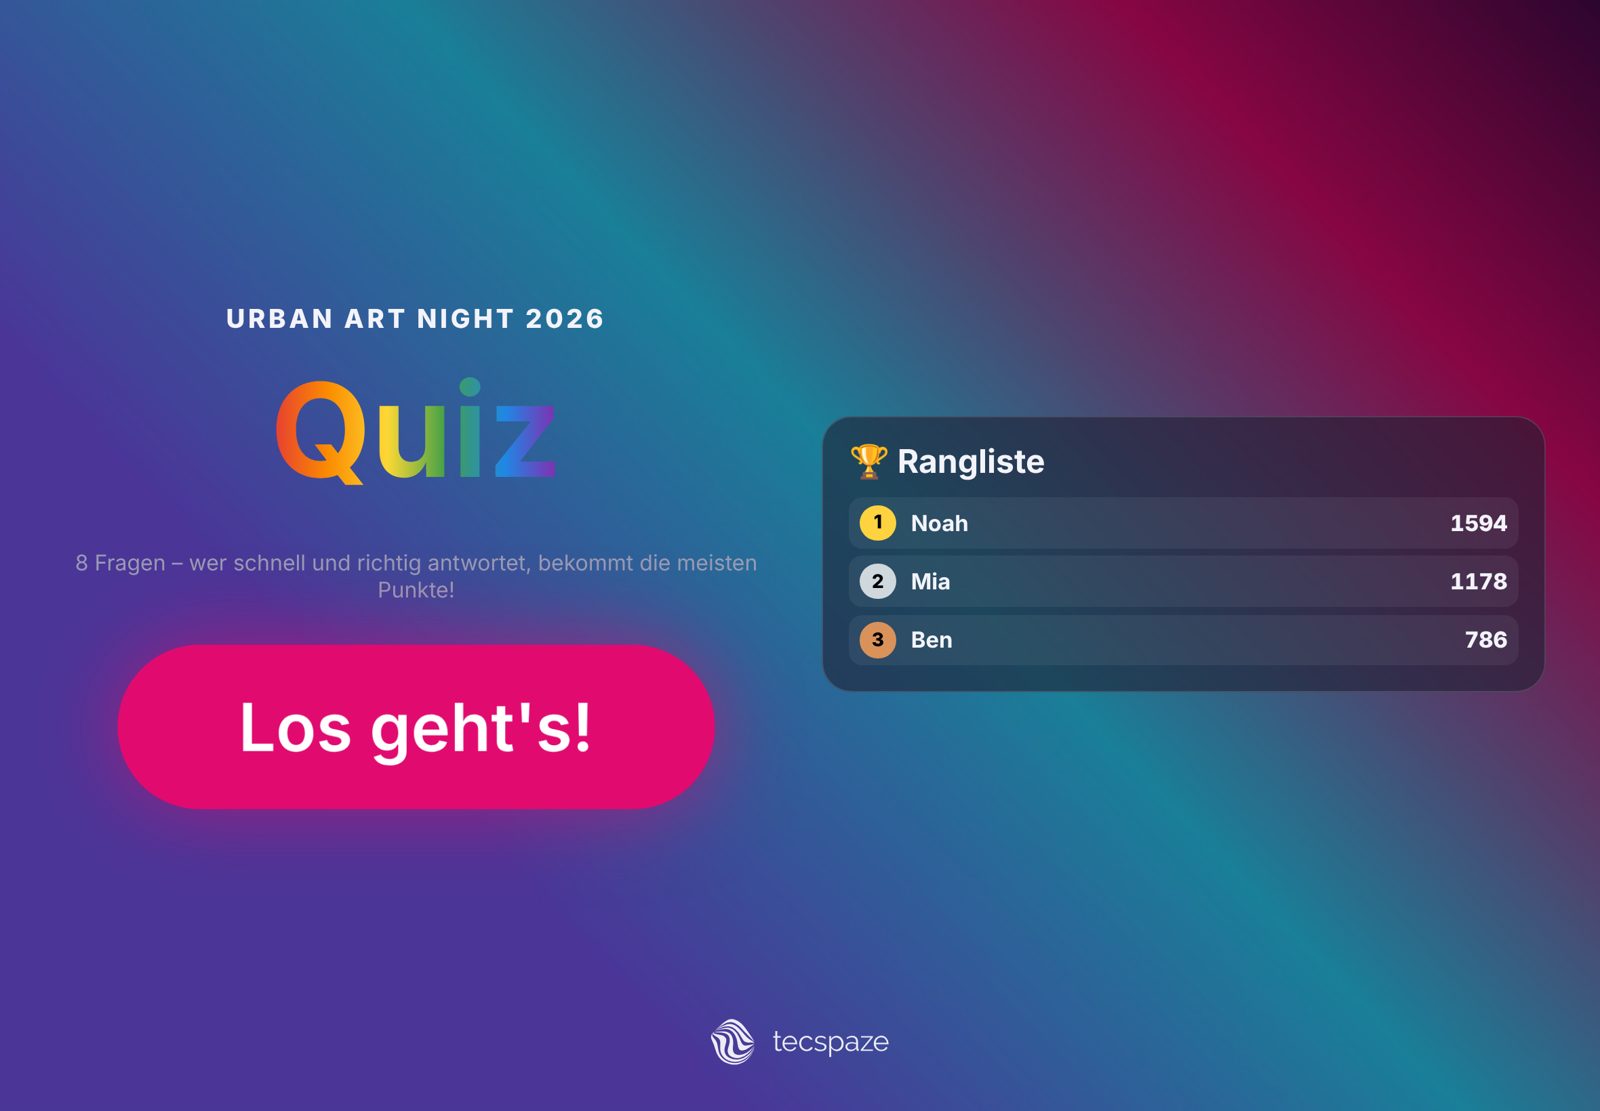 URBAN ART NIGHT 2026
Quiz
8 Fragen – wer schnell und richtig antwortet, bekommt die meisten
Punkte!
Los geht's!
🏆 Rangliste
1 Noah 1594
2 Mia 1178
3 Ben 786
tecspaze